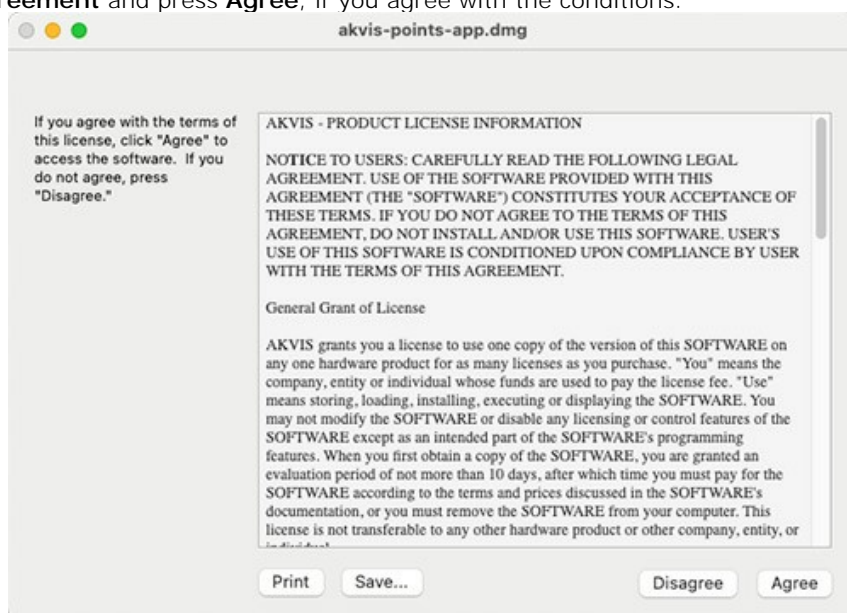 reement and press Agree, if you agree with the conditions.
akvis-points-app.dmg
If you agree with the terms of
this license, click "Agree" to
access the software. If you
do not agree, press
"Disagree."
AKVIS - PRODUCT LICENSE INFORMATION
NOTICE TO USERS: CAREFULLY READ THE FOLLOWING LEGAL
AGREEMENT. USE OF THE SOFTWARE PROVIDED WITH THIS
AGREEMENT (THE "SOFTWARE") CONSTITUTES YOUR ACCEPTANCE OF
THESE TERMS. IF YOU DO NOT AGREE TO THE TERMS OF THIS
AGREEMENT, DO NOT INSTALL AND/OR USE THIS SOFTWARE. USER'S
USE OF THIS SOFTWARE IS CONDITIONED UPON COMPLIANCE BY USER
WITH THE TERMS OF THIS AGREEMENT.
General Grant of License
AKVIS grants you a license to use one copy of the version of this SOFTWARE on
any one hardware product for as many licenses as you purchase. "You" means the
company, entity or individual whose funds are used to pay the license fee. "Use"
means storing, loading, installing, executing or displaying the SOFTWARE. You
may not modify the SOFTWARE or disable any licensing or control features of the
SOFTWARE except as an intended part of the SOFTWARE's programming
features. When you first obtain a copy of the SOFTWARE, you are granted an
evaluation period of not more than 10 days, after which time you must pay for the
SOFTWARE according to the terms and prices discussed in the SOFTWARE's
documentation, or you must remove the SOFTWARE from your computer. This
license is not transferable to any other hardware product or other company, entity, or
Print
Save...
Disagree
Agree